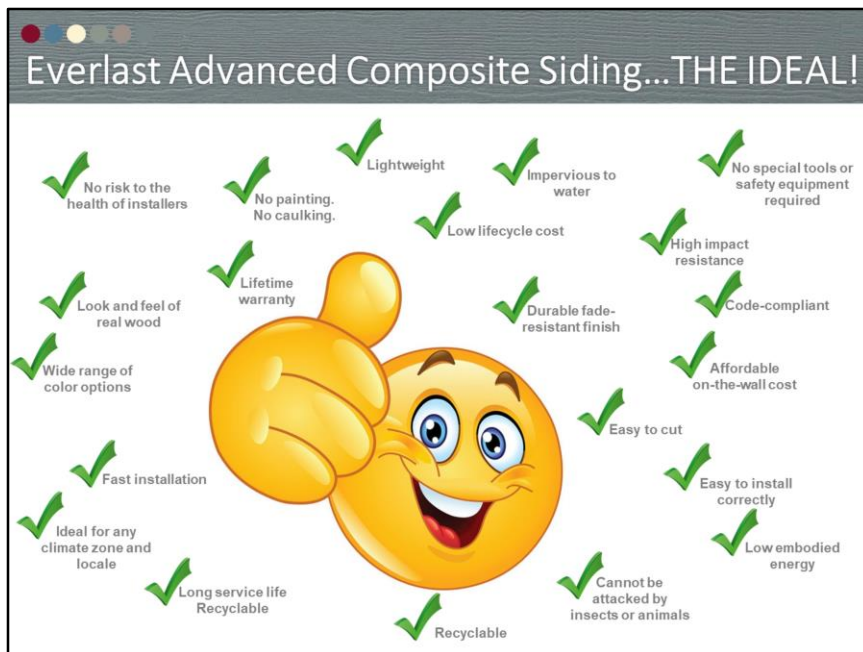 Everlast Advanced Composite Siding...THE IDEAL!
No risk to the
health of installers
No painting.
No caulking.
Lightweight
Impervious to
water
No special tools or
safety equipment
required
Low lifecycle cost
High impact
resistance
Look and feel of
real wood
Lifetime
warranty
Durable fade-
resistant finish
Code-compliant
Wide range of
color options
Affordable
on-the-wall cost
Easy to cut
Fast installation
Easy to install
correctly
Ideal for any
climate zone and
locale
Low embodied
energy
Long service life
Recyclable
Cannot be
attacked by
insects or animals
Recyclable